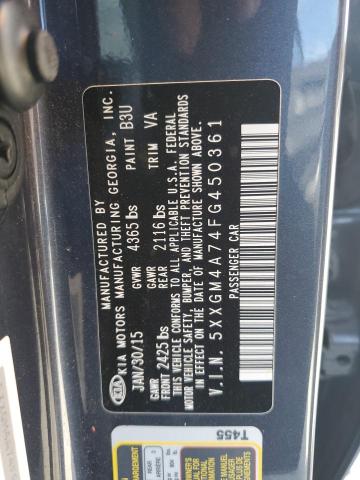 KIA
MANUFACTURED BY
KIA MOTORS MANUFACTURING GEORGIA, INC.
JAN/30/15 GVWR 4365 lbs PAINT B3U
GAWR FRONT 2425 lbs GAWR REAR 2116 lbs TRIM VA
THIS VEHICLE CONFORMS TO ALL APPLICABLE U.S.A. FEDERAL
MOTOR VEHICLE SAFETY, BUMPER, AND THEFT PREVENTION STANDARDS
IN EFFECT ON THE DATE OF MANUFACTURE SHOWN ABOVE.
V.I.N. 5XXGM4A74FG450361
PASSENGER CAR
T455
REAR
ARRIÈRE